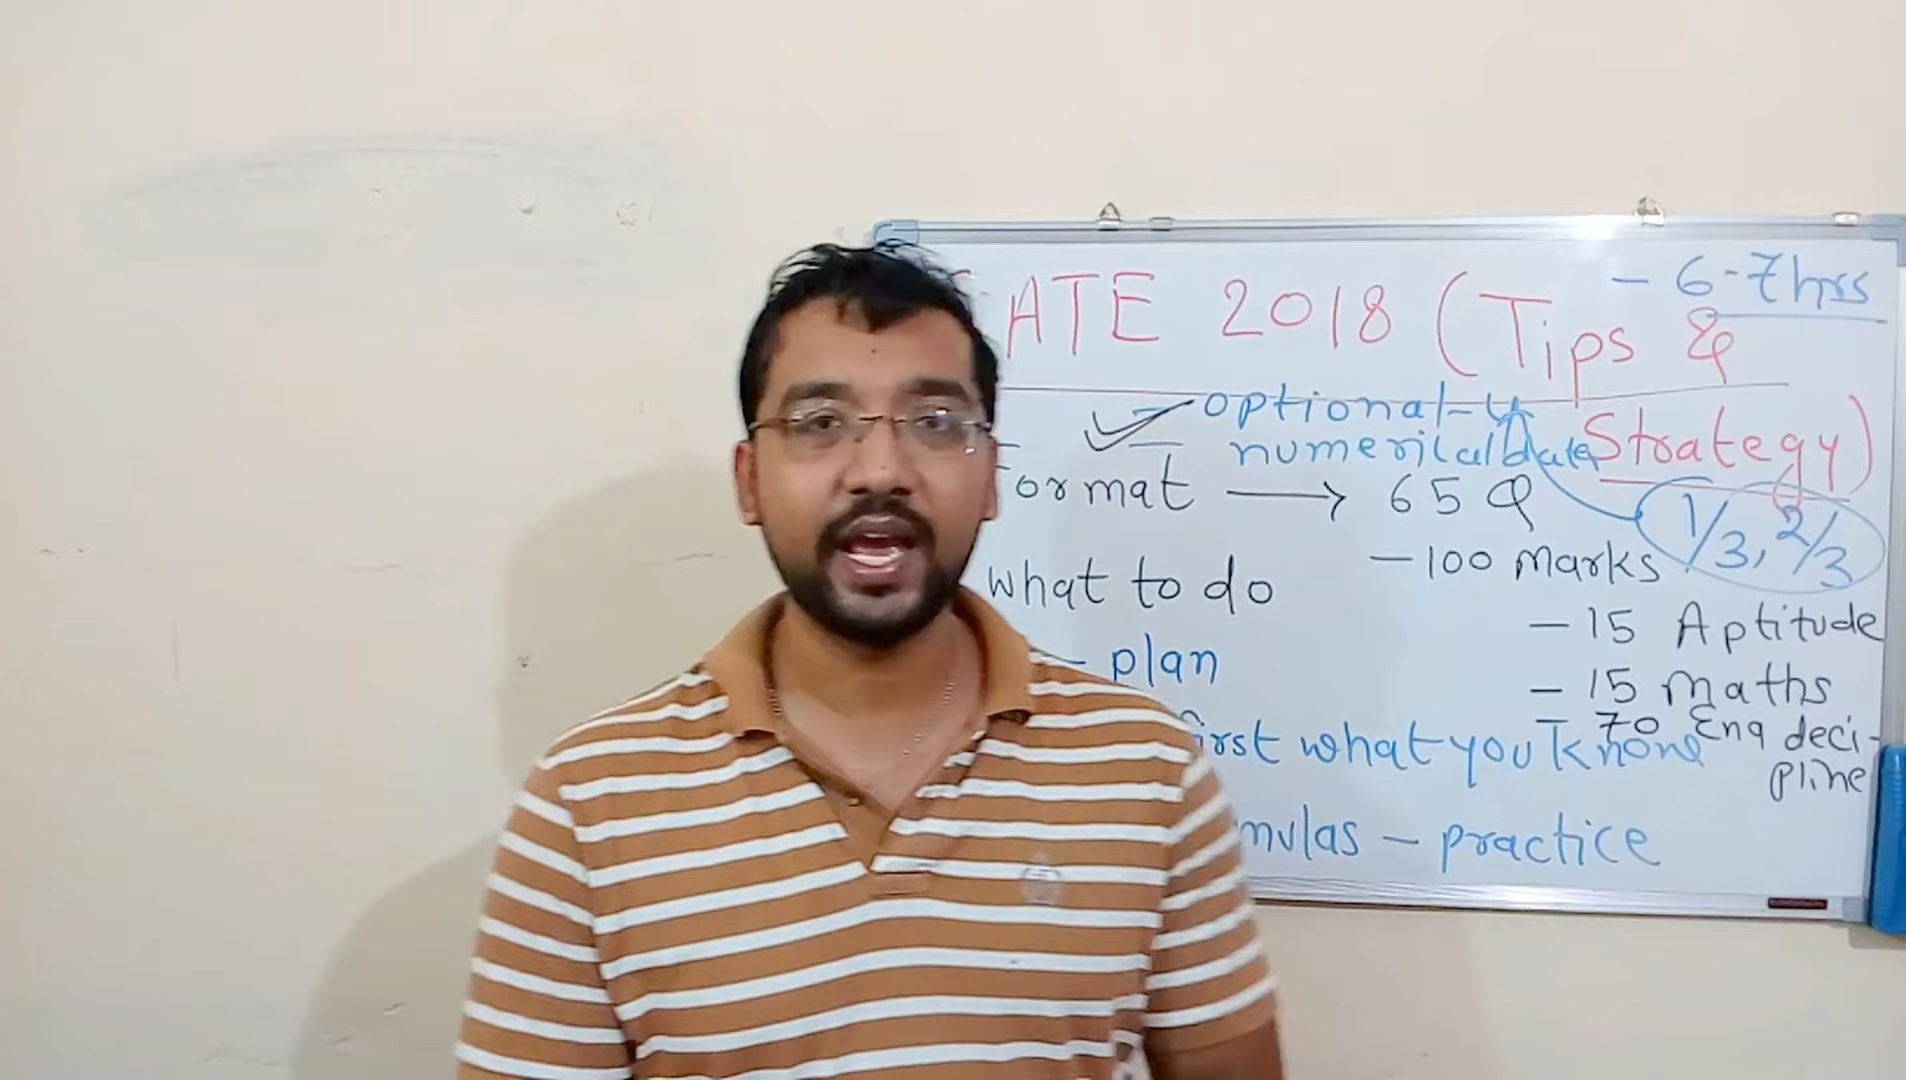 ATE 2018 (Tips &
- 6-7hrs
Strategy)
- optional-4
- numerical
ormat → 65 Q
1/3, 2/3
-100 marks
what to do
- 15 Aptitude
- plan
- 15 maths
- 70 Eng deci-
pline
irst what you know
mulas - practice